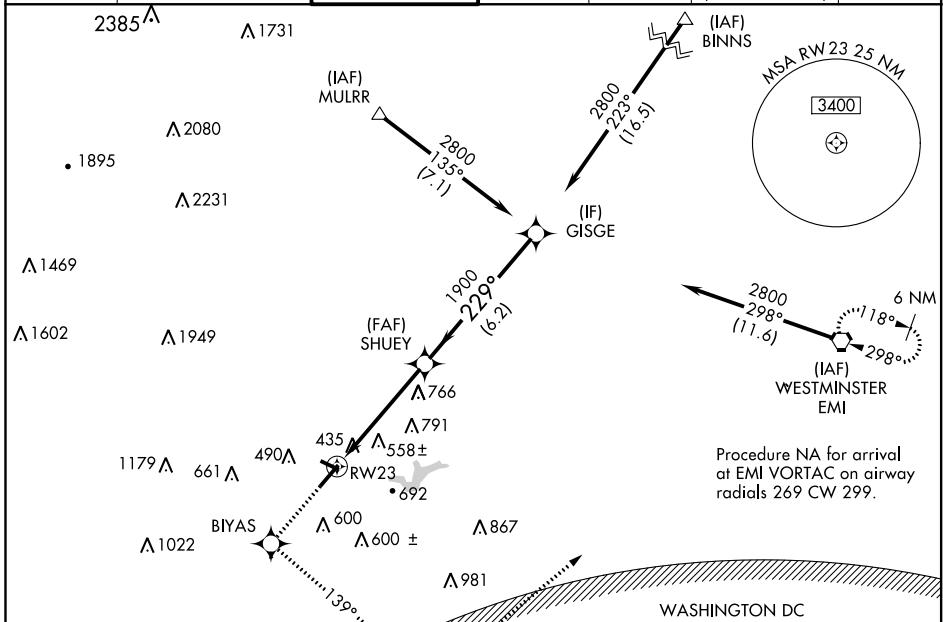 2385
1731
(IAF)
BINNS
MSA RW23 25 NM
3400
(IAF)
MULRR
2800
223°
(16.5)
2080
2800
135°
(7.1)
1895
2231
(IF)
GISGE
1469
1900
229°
(6.2)
2800
298°
(11.6)
6 NM
118°
298°
1602
1949
(FAF)
SHUEY
(IAF)
WESTMINSTER
EMI
766
791
435
558±
490
1179
661
RW23
692
Procedure NA for arrival
at EMI VORTAC on airway
radials 269 CW 299.
BIYAS
600
867
1022
600 ±
981
139°
WASHINGTON DC